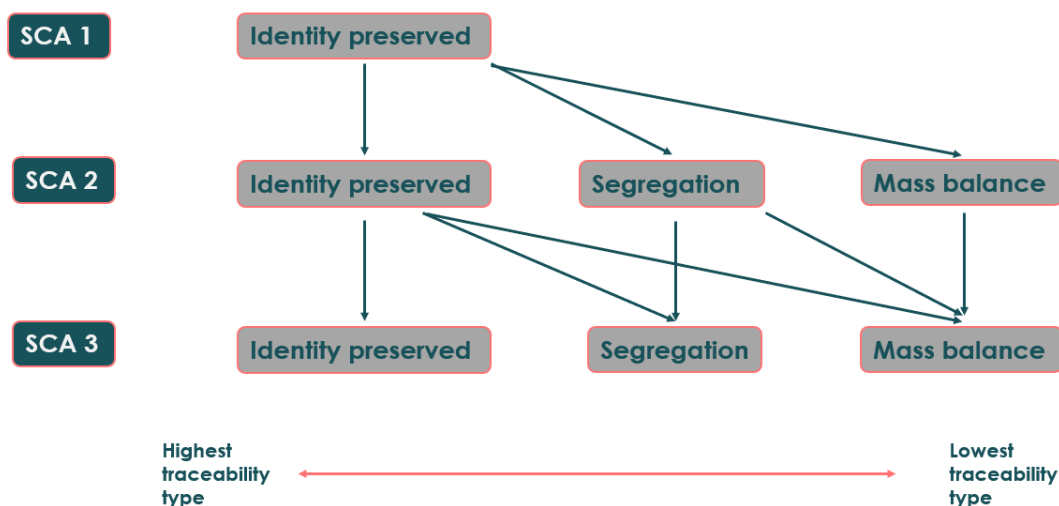 SCA 1
Identity preserved
SCA 2
Identity preserved
Segregation
Mass balance
SCA 3
Identity preserved
Segregation
Mass balance
Highest
traceability
type
Lowest
traceability
type